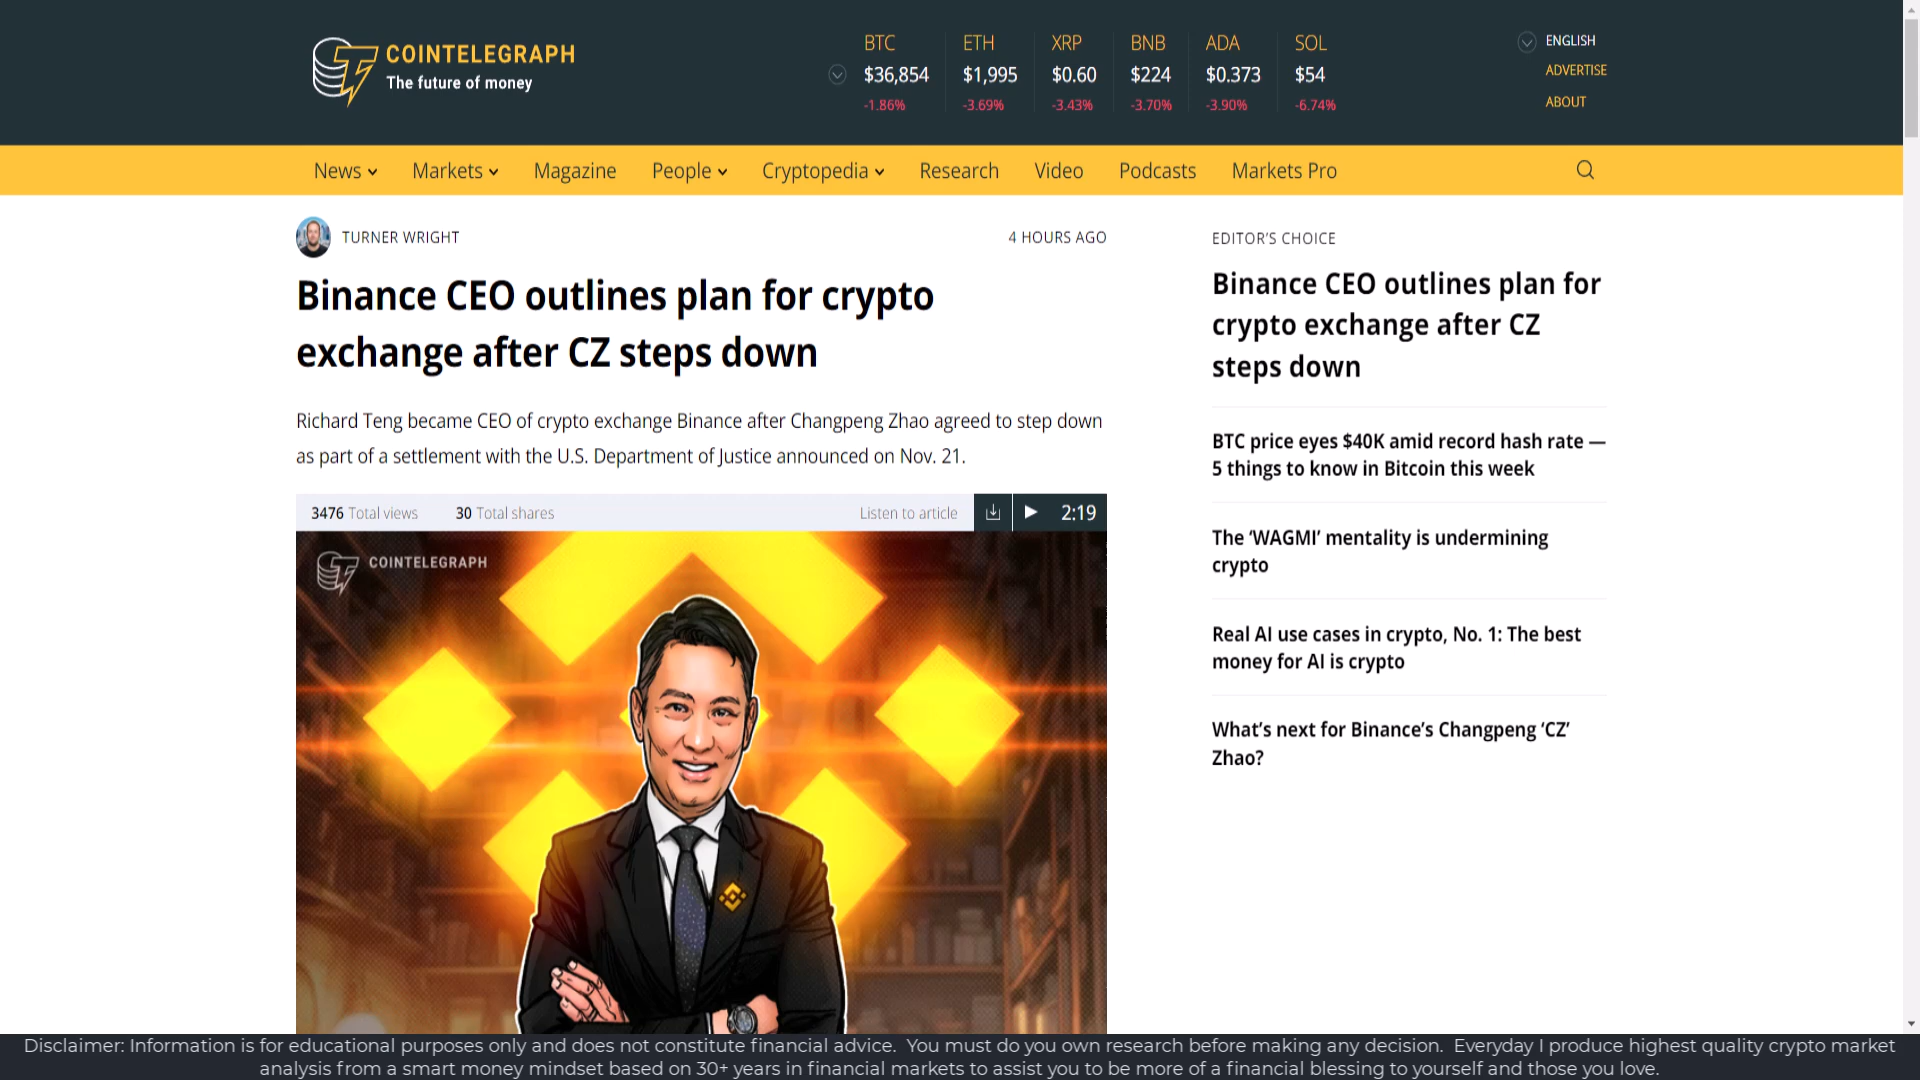 COINTELEGRAPH
The future of money
BTC ETH XRP BNB ADA SOL
$36,854 $1,995 $0.60 $224 $0.373 $54
-1.86% -3.69% -3.43% -3.70% -3.90% -6.74%
ENGLISH
ADVERTISE
ABOUT
News Markets Magazine People Cryptopedia Research Video Podcasts Markets Pro
TURNER WRIGHT
4 HOURS AGO
Binance CEO outlines plan for crypto
exchange after CZ steps down
Richard Teng became CEO of crypto exchange Binance after Changpeng Zhao agreed to step down
as part of a settlement with the U.S. Department of Justice announced on Nov. 21.
3476 Total views 30 Total shares Listen to article 2:19
COINTELEGRAPH
EDITOR'S CHOICE
Binance CEO outlines plan for
crypto exchange after CZ
steps down
BTC price eyes $40K amid record hash rate —
5 things to know in Bitcoin this week
The ‘WAGMI’ mentality is undermining
crypto
Real AI use cases in crypto, No. 1: The best
money for AI is crypto
What’s next for Binance’s Changpeng ‘CZ’
Zhao?
Disclaimer: Information is for educational purposes only and does not constitute financial advice. You must do you own research before making any decision. Everyday I produce highest quality crypto market
analysis from a smart money mindset based on 30+ years in financial markets to assist you to be more of a financial blessing to yourself and those you love.